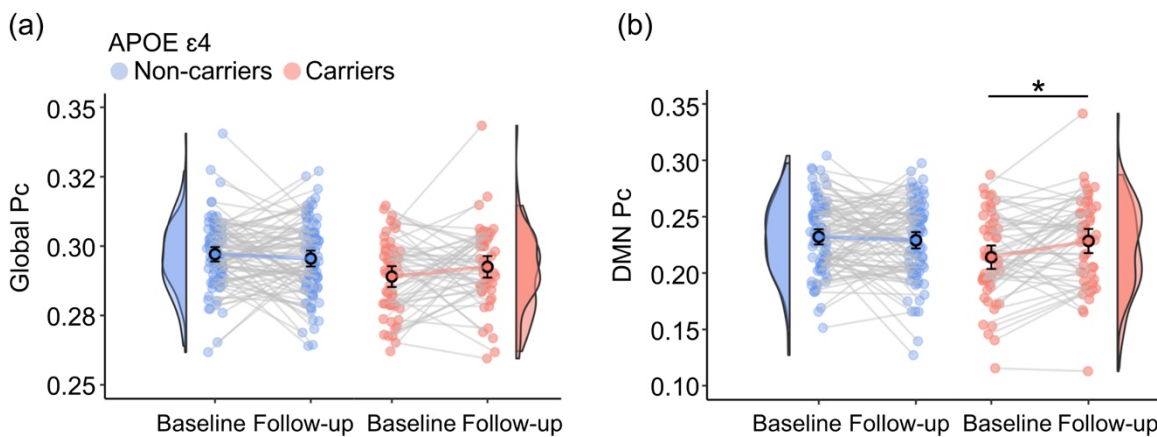 (a)
APOE ε4
Non-carriers Carriers
Global Pc
0.35
0.32
0.30
0.28
0.25
Baseline Follow-up Baseline Follow-up
(b)
*
DMN Pc
0.35
0.30
0.25
0.20
0.15
0.10
Baseline Follow-up Baseline Follow-up